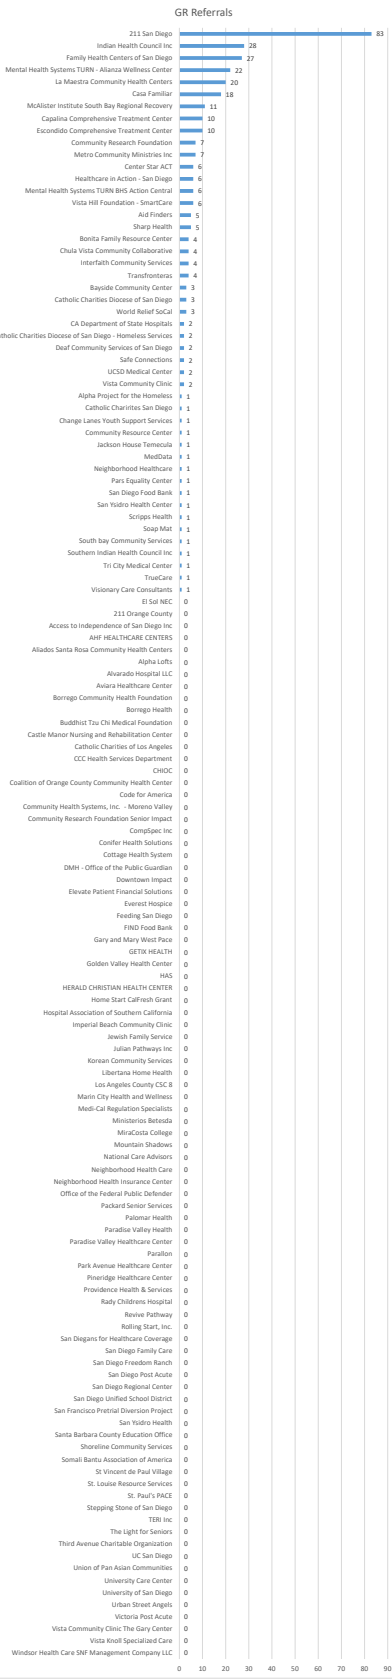 GR Referrals
211 San Diego 83
Indian Health Council Inc 28
Family Health Centers of San Diego 27
Mental Health Systems TURN - Alianza Wellness Center 22
La Maestra Community Health Centers 20
Casa Familiar 18
McAlister Institute South Bay Regional Recovery 11
Capalina Comprehensive Treatment Center 10
Escondido Comprehensive Treatment Center 10
Community Research Foundation 7
Metro Community Ministries Inc 7
Center Star ACT 6
Healthcare in Action - San Diego 6
Mental Health Systems TURN BHS Action Central 6
Vista Hill Foundation - SmartCare 6
Aid Finders 5
Sharp Health 5
Bonita Family Resource Center 4
Chula Vista Community Collaborative 4
Interfaith Community Services 4
Transfronteras 4
Bayside Community Center 3
Catholic Charities Diocese of San Diego 3
World Relief SoCal 3
CA Department of State Hospitals 2
tholic Charities Diocese of San Diego - Homeless Services 2
Deaf Community Services of San Diego 2
Safe Connections 2
UCSD Medical Center 2
Vista Community Clinic 2
Alpha Project for the Homeless 1
Catholic Charirites San Diego 1
Change Lanes Youth Support Services 1
Community Resource Center 1
Jackson House Temecula 1
MedData 1
Neighborhood Healthcare 1
Pars Equality Center 1
San Diego Food Bank 1
San Ysidro Health Center 1
Scripps Health 1
Soap Mat 1
South bay Community Services 1
Southern Indian Health Council Inc 1
Tri City Medical Center 1
TrueCare 1
Visionary Care Consultants 1
El Sol NEC 0
211 Orange County 0
Access to Independence of San Diego Inc 0
AHF HEALTHCARE CENTERS 0
Aliados Santa Rosa Community Health Centers 0
Alpha Lofts 0
Alvarado Hospital LLC 0
Aviara Healthcare Center 0
Borrego Community Health Foundation 0
Borrego Health 0
Buddhist Tzu Chi Medical Foundation 0
Castle Manor Nursing and Rehabilitation Center 0
Catholic Charities of Los Angeles 0
CCC Health Services Department 0
CHIOC 0
Coalition of Orange County Community Health Center 0
Code for America 0
Community Health Systems, Inc. - Moreno Valley 0
Community Research Foundation Senior Impact 0
CompSpec Inc 0
Conifer Health Solutions 0
Cottage Health System 0
DMH - Office of the Public Guardian 0
Downtown Impact 0
Elevate Patient Financial Solutions 0
Everest Hospice 0
Feeding San Diego 0
FIND Food Bank 0
Gary and Mary West Pace 0
GETIX HEALTH 0
Golden Valley Health Center 0
HAS 0
HERALD CHRISTIAN HEALTH CENTER 0
Home Start CalFresh Grant 0
Hospital Association of Southern California 0
Imperial Beach Community Clinic 0
Jewish Family Service 0
Julian Pathways Inc 0
Korean Community Services 0
Libertana Home Health 0
Los Angeles County CSC 8 0
Marin City Health and Wellness 0
Medi-Cal Regulation Specialists 0
Ministerios Betesda 0
MiraCosta College 0
Mountain Shadows 0
National Care Advisors 0
Neighborhood Health Care 0
Neighborhood Health Insurance Center 0
Office of the Federal Public Defender 0
Packard Senior Services 0
Palomar Health 0
Paradise Valley Health 0
Paradise Valley Healthcare Center 0
Parallon 0
Park Avenue Healthcare Center 0
Pineridge Healthcare Center 0
Providence Health & Services 0
Rady Childrens Hospital 0
Revive Pathway 0
Rolling Start, Inc. 0
San Diegans for Healthcare Coverage 0
San Diego Family Care 0
San Diego Freedom Ranch 0
San Diego Post Acute 0
San Diego Regional Center 0
San Diego Unified School District 0
San Francisco Pretrial Diversion Project 0
San Ysidro Health 0
Santa Barbara County Education Office 0
Shoreline Community Services 0
Somali Bantu Association of America 0
St Vincent de Paul Village 0
St. Louise Resource Services 0
St. Paul's PACE 0
Stepping Stone of San Diego 0
TERI Inc 0
The Light for Seniors 0
Third Avenue Charitable Organization 0
UC San Diego 0
Union of Pan Asian Communities 0
University Care Center 0
University of San Diego 0
Urban Street Angels 0
Victoria Post Acute 0
Vista Community Clinic The Gary Center 0
Vista Knoll Specialized Care 0
Windsor Health Care SNF Management Company LLC 0
0 10 20 30 40 50 60 70 80 90